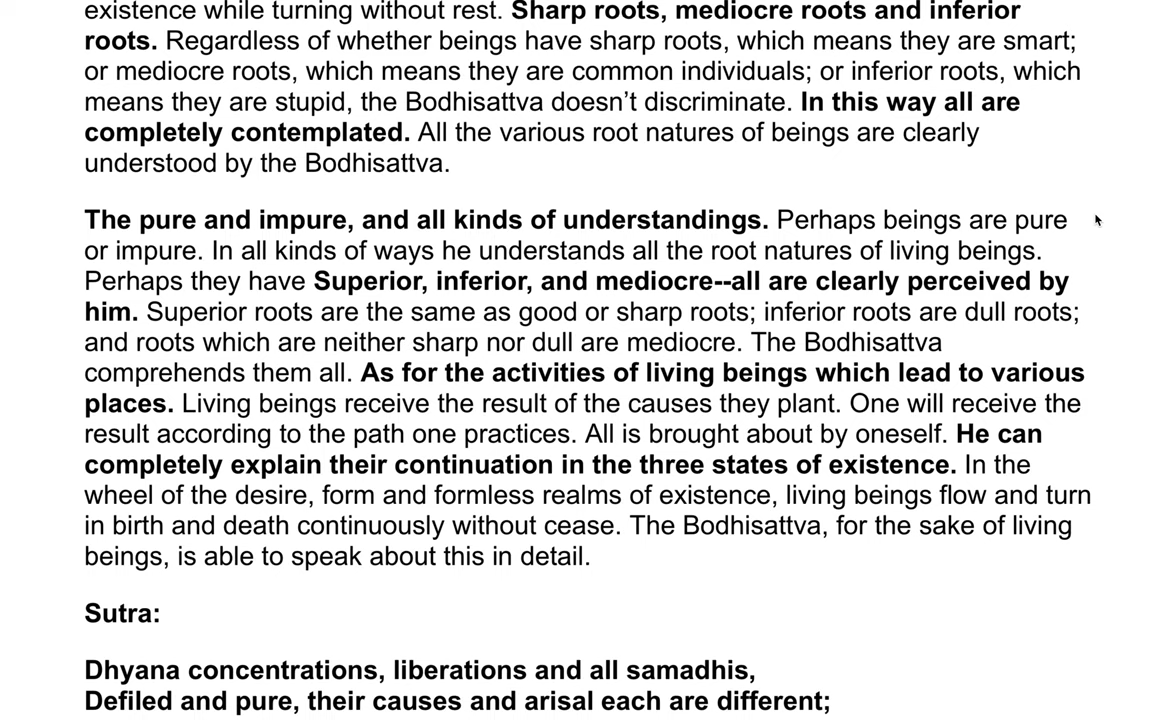 existence while turning without rest. Sharp roots, mediocre roots and inferior
roots. Regardless of whether beings have sharp roots, which means they are smart;
or mediocre roots, which means they are common individuals; or inferior roots, which
means they are stupid, the Bodhisattva doesn’t discriminate. In this way all are
completely contemplated. All the various root natures of beings are clearly
understood by the Bodhisattva.
The pure and impure, and all kinds of understandings. Perhaps beings are pure
or impure. In all kinds of ways he understands all the root natures of living beings.
Perhaps they have Superior, inferior, and mediocre--all are clearly perceived by
him. Superior roots are the same as good or sharp roots; inferior roots are dull roots;
and roots which are neither sharp nor dull are mediocre. The Bodhisattva
comprehends them all. As for the activities of living beings which lead to various
places. Living beings receive the result of the causes they plant. One will receive the
result according to the path one practices. All is brought about by oneself. He can
completely explain their continuation in the three states of existence. In the
wheel of the desire, form and formless realms of existence, living beings flow and turn
in birth and death continuously without cease. The Bodhisattva, for the sake of living
beings, is able to speak about this in detail.
Sutra:
Dhyana concentrations, liberations and all samadhis,
Defiled and pure, their causes and arisal each are different;